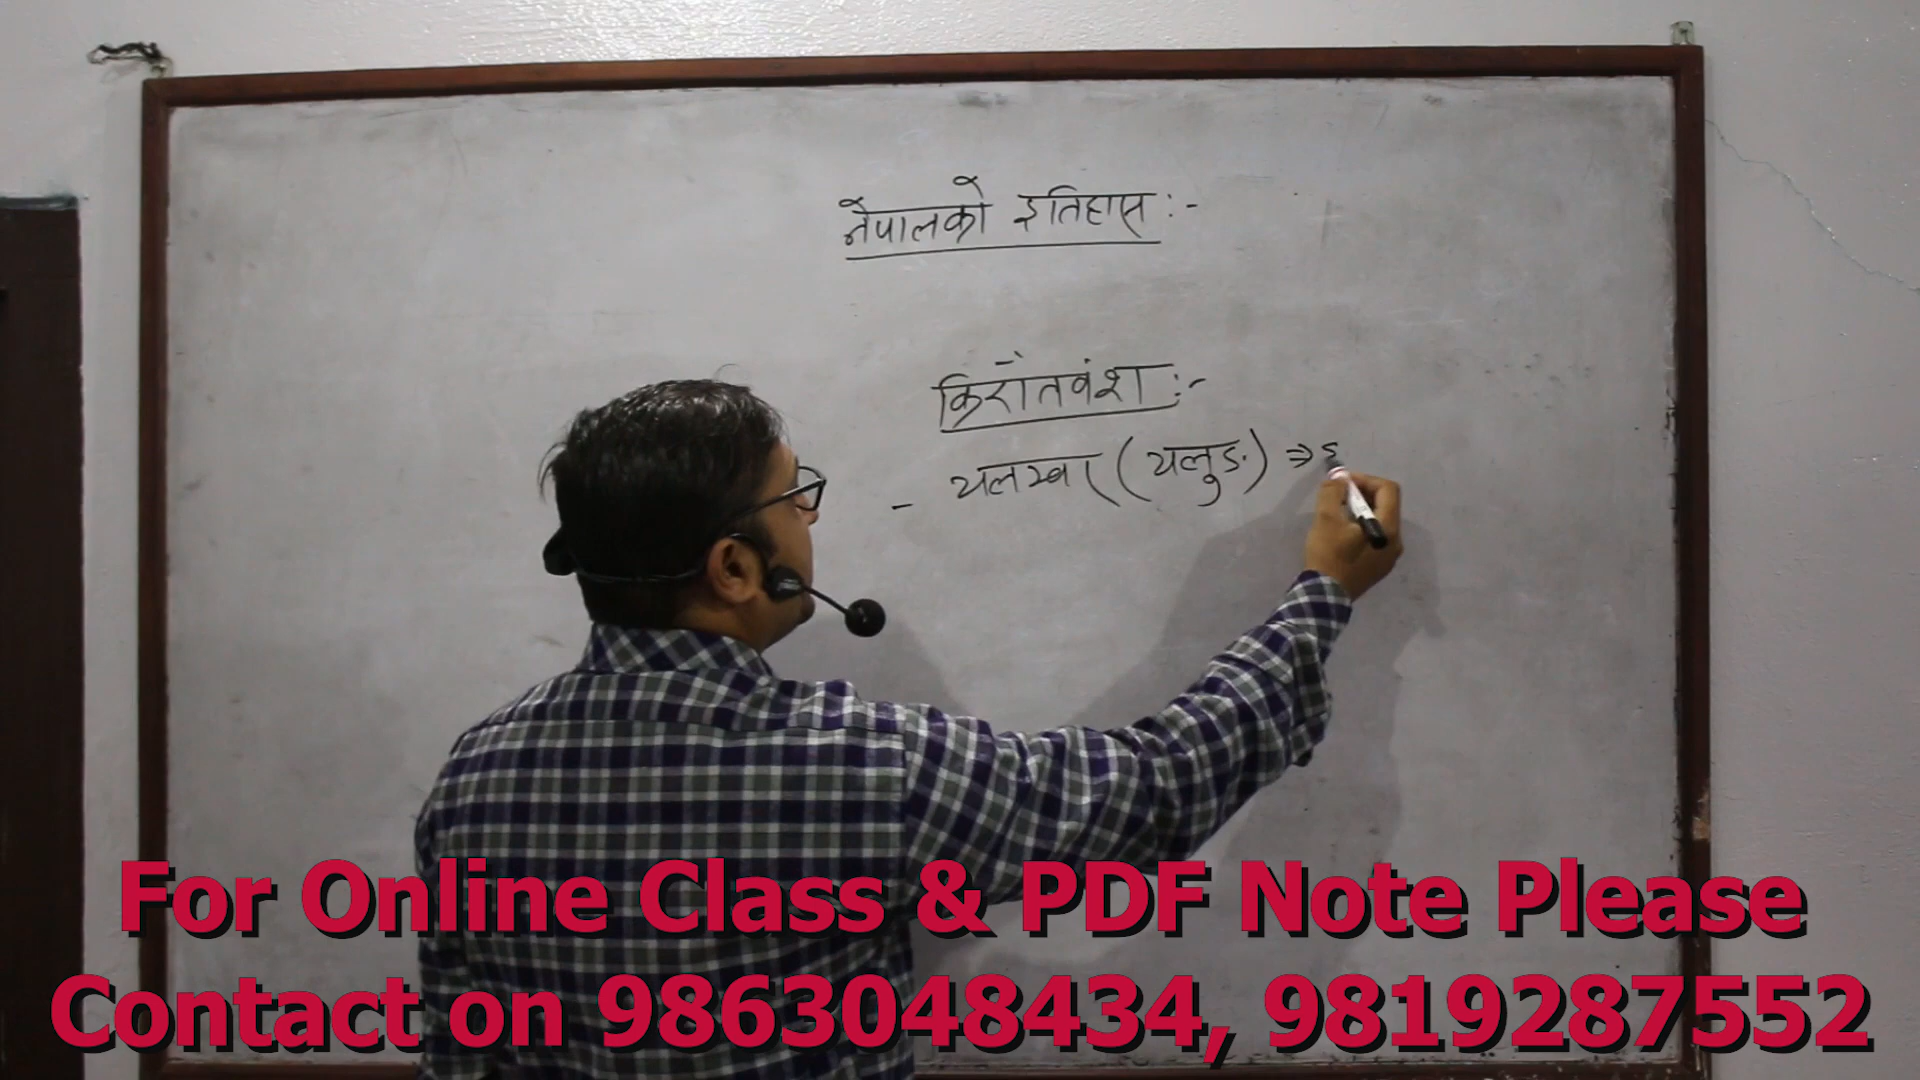 नेपालको इतिहास :-
किराँतवंश :-
- यलम्बर (यलुङ) ⇒
For Online Class & PDF Note Please
Contact on 9863048434, 9819287552